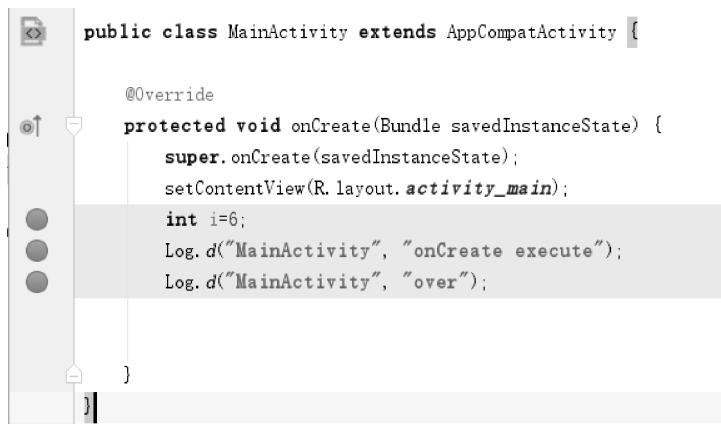 public class MainActivity extends AppCompatActivity {
@Override
protected void onCreate(Bundle savedInstanceState) {
super.onCreate(savedInstanceState);
setContentView(R.layout.activity_main);
int i=6;
Log.d("MainActivity", "onCreate execute");
Log.d("MainActivity", "over");
}
}